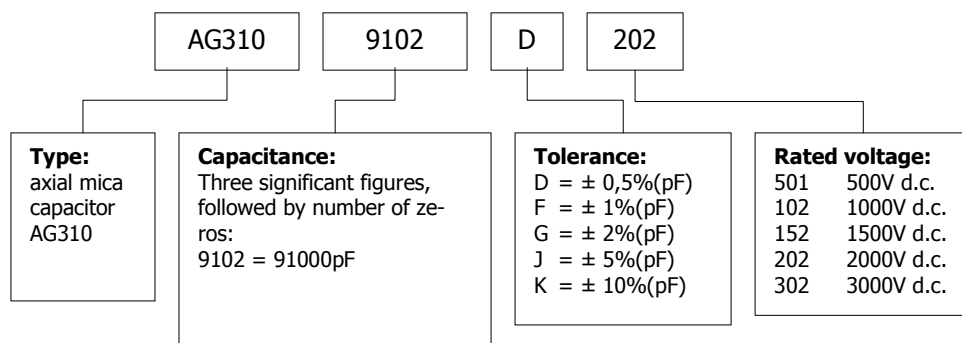 AG310 9102 D 202
Type:
axial mica
capacitor
AG310
Capacitance:
Three significant figures,
followed by number of ze-
ros:
9102 = 91000pF
Tolerance:
D = ± 0,5%(pF)
F = ± 1%(pF)
G = ± 2%(pF)
J = ± 5%(pF)
K = ± 10%(pF)
Rated voltage:
501 500V d.c.
102 1000V d.c.
152 1500V d.c.
202 2000V d.c.
302 3000V d.c.